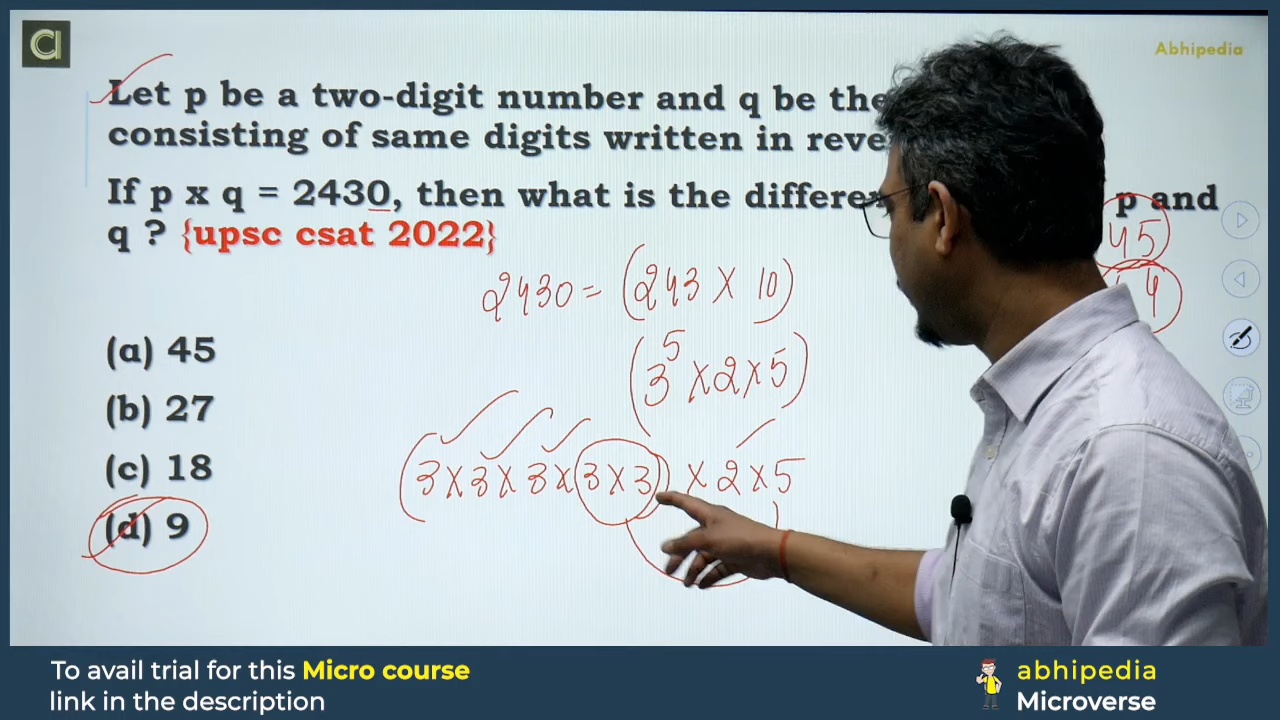 Abhipedia
Let p be a two-digit number and q be the
consisting of same digits written in reve
If p x q = 2430, then what is the differe p and
q ? {upsc csat 2022}
45
4
2430 = (243 X 10)
(3^5 X 2 X 5)
(3 X 3 X 3 X (3 X 3)) X 2 X 5
(a) 45
(b) 27
(c) 18
(d) 9
To avail trial for this Micro course
link in the description
abhipedia
Microverse